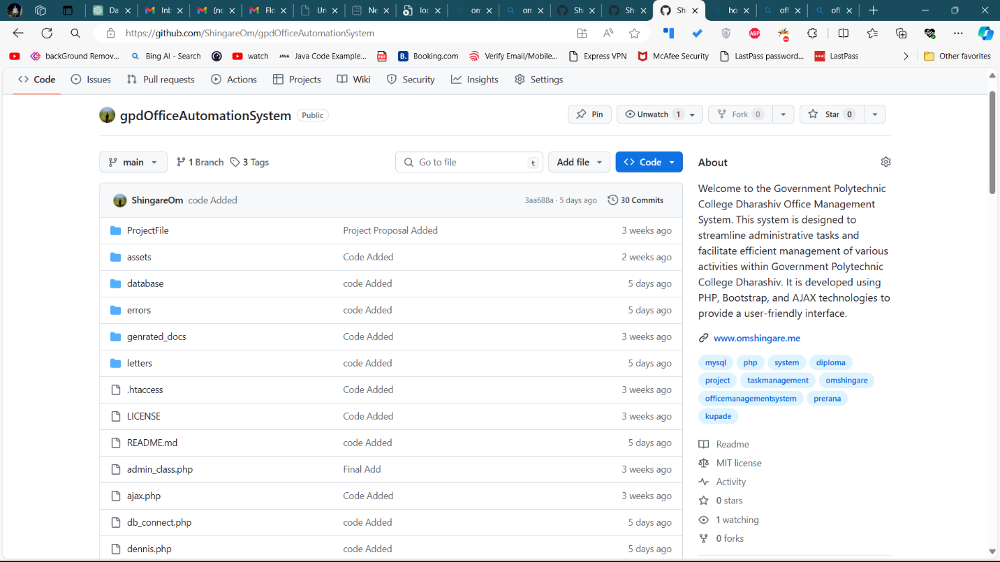 Da
Inb
(no
Flo
Un
Ne
loc
om
om
Shi
Shi
Shi
ho
off
off
https://github.com/ShingareOm/gpdOfficeAutomationSystem
ABP
backGround Remov...
Bing AI - Search
watch
Java Code Example...
Booking.com
Verify Email/Mobile...
Express VPN
McAfee Security
LastPass password...
LastPass
Other favorites
Code
Issues
Pull requests
Actions
Projects
Wiki
Security
Insights
Settings
gpdOfficeAutomationSystem Public
Pin
Unwatch 1
Fork 0
Star 0
main
1 Branch
3 Tags
Go to file t
Add file
Code
ShingareOm code Added 3aa688a · 5 days ago 30 Commits
ProjectFile Project Proposal Added 3 weeks ago
assets Code Added 2 weeks ago
database code Added 5 days ago
errors code Added 5 days ago
genrated_docs Code Added 3 weeks ago
letters code Added 5 days ago
.htaccess Code Added 3 weeks ago
LICENSE Code Added 3 weeks ago
README.md code Added 5 days ago
admin_class.php Final Add 3 weeks ago
ajax.php Code Added 3 weeks ago
db_connect.php code Added 5 days ago
dennis.php code Added 5 days ago
About
Welcome to the Government Polytechnic
College Dharashiv Office Management
System. This system is designed to
streamline administrative tasks and
facilitate efficient management of various
activities within Government Polytechnic
College Dharashiv. It is developed using
PHP, Bootstrap, and AJAX technologies to
provide a user-friendly interface.
www.omshingare.me
mysql php system diploma
project taskmanagement omshingare
officemanagementsystem prerana
kupade
Readme
MIT license
Activity
0 stars
1 watching
0 forks